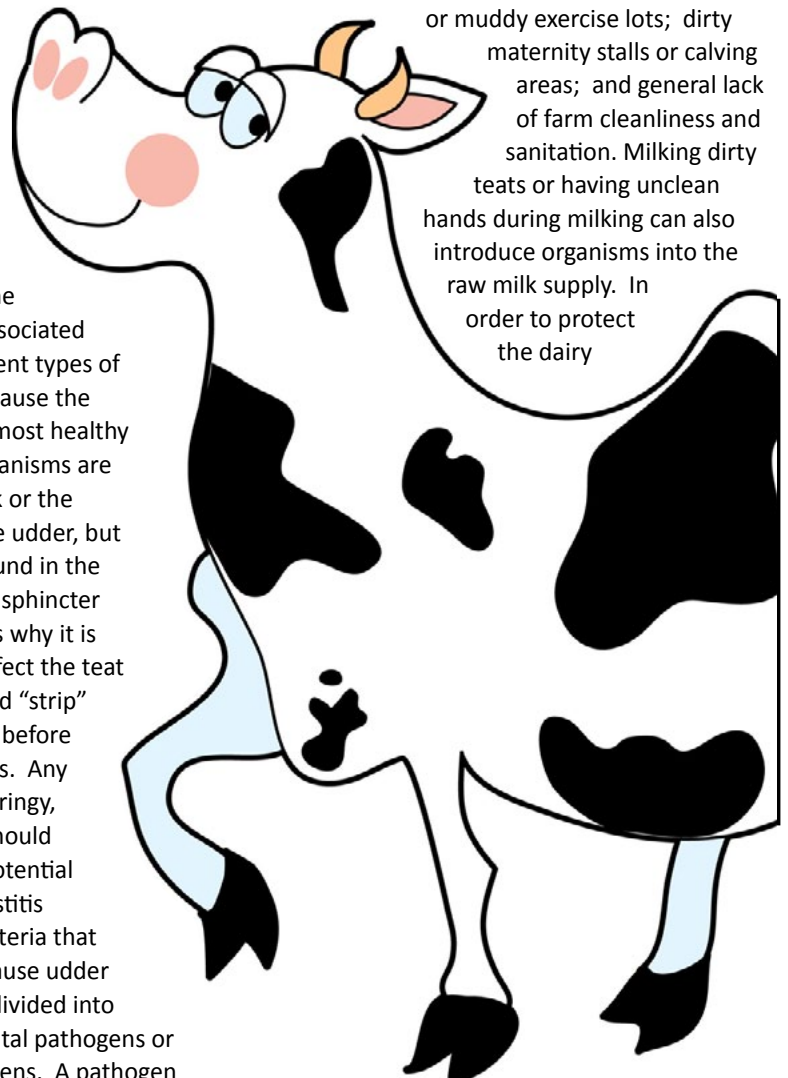 sociated
ent types of
ause the
most healthy
anisms are
k or the
e udder, but
und in the
sphincter
s why it is
fect the teat
d “strip”
before
s. Any
ringy,
hould
otential
stitis
teria that
ause udder
divided into
tal pathogens or
ens. A pathogen
or muddy exercise lots; dirty
maternity stalls or calving
areas; and general lack
of farm cleanliness and
sanitation. Milking dirty
teats or having unclean
hands during milking can also
introduce organisms into the
raw milk supply. In
order to protect
the dairy